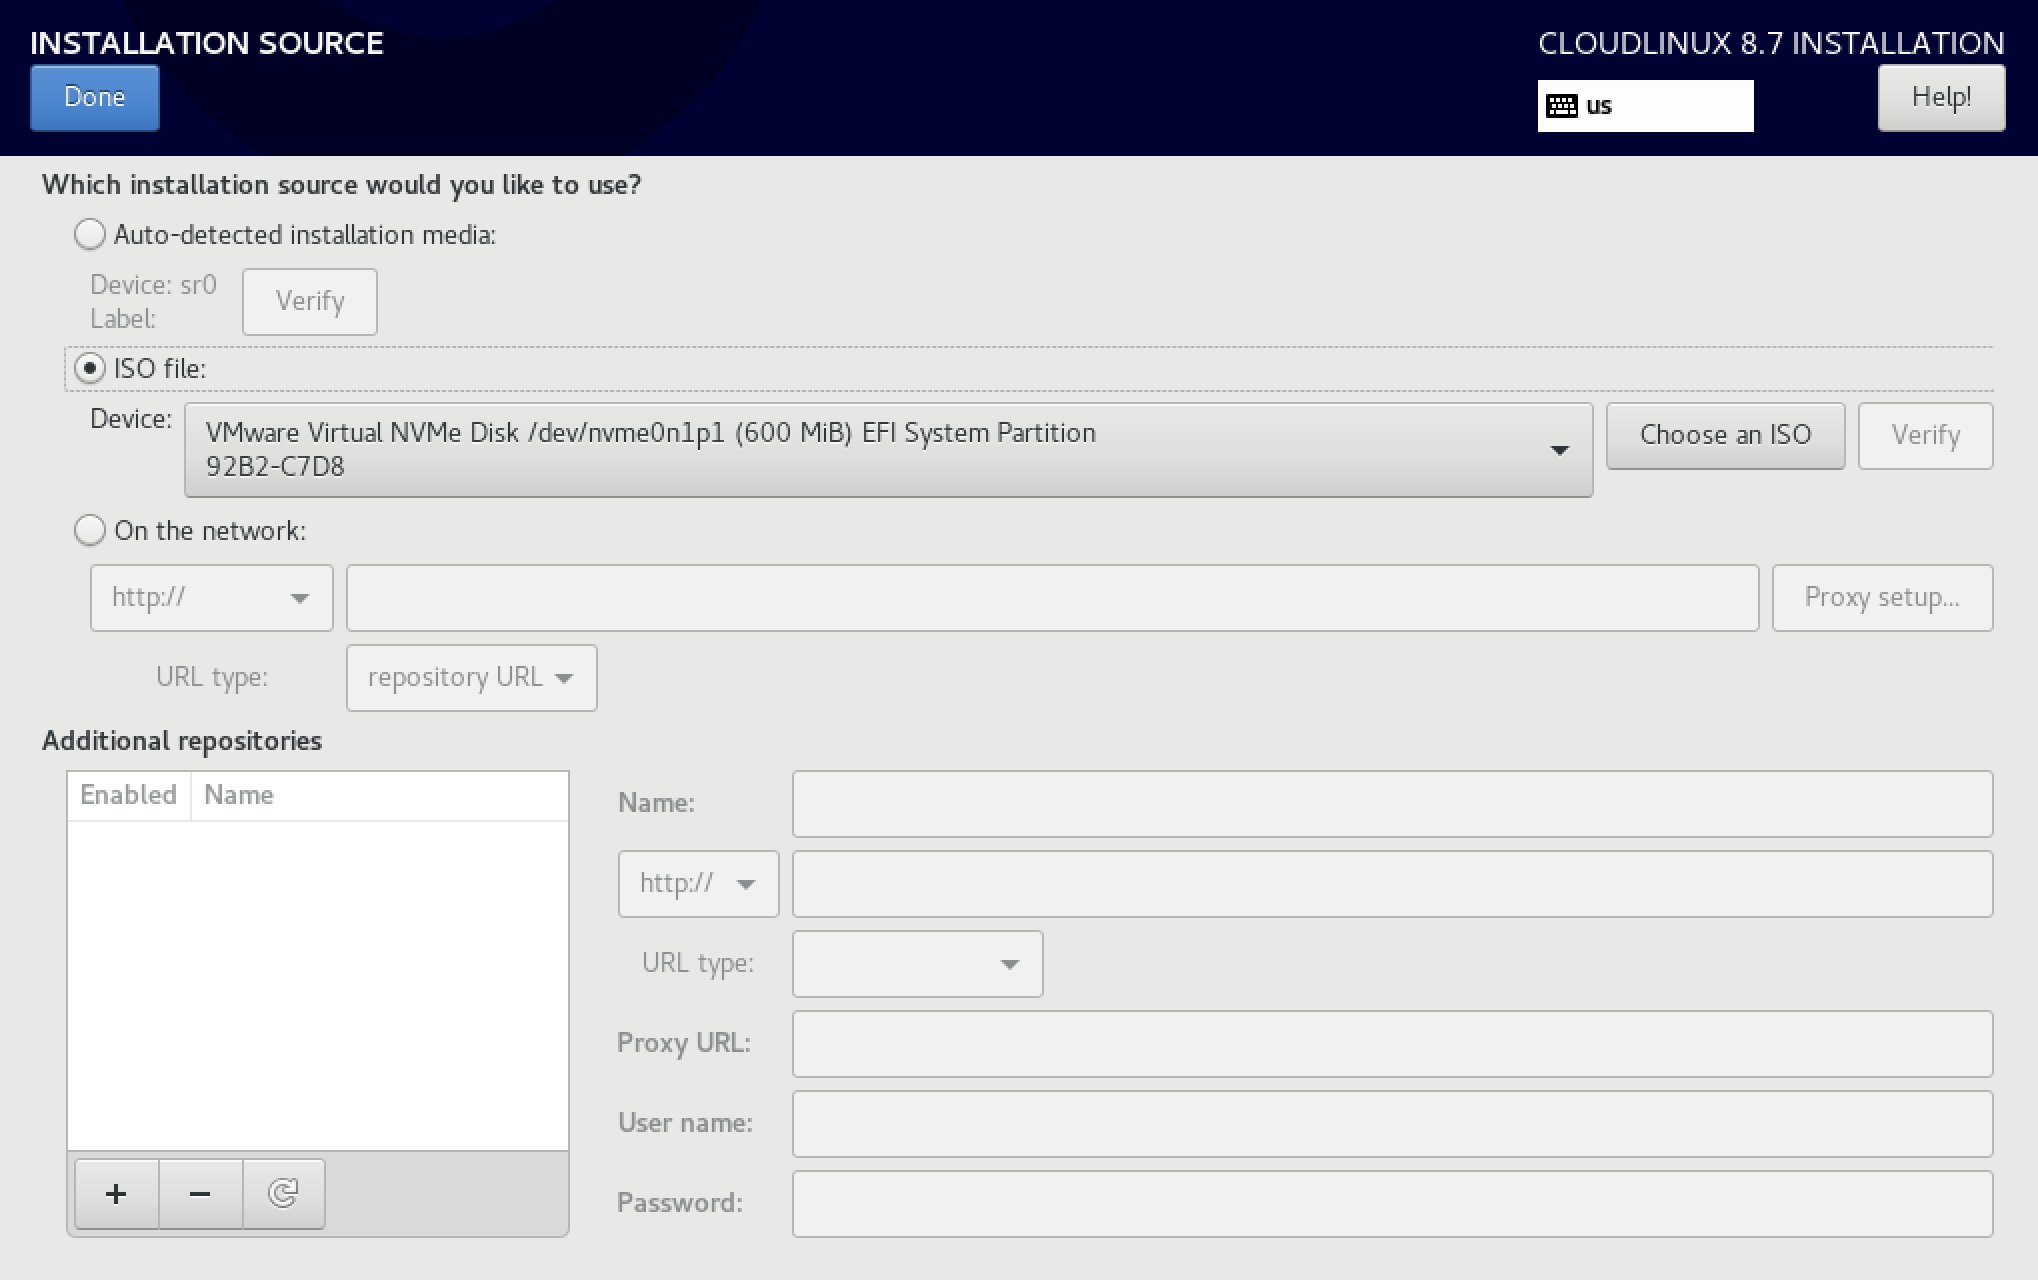 INSTALLATION SOURCE
CLOUDLINUX 8.7 INSTALLATION
Done
us
Help!
Which installation source would you like to use?
Auto-detected installation media:
Device: sr0
Label:
Verify
ISO file:
Device:
VMware Virtual NVMe Disk /dev/nvme0n1p1 (600 MiB) EFI System Partition
92B2-C7D8
Choose an ISO
Verify
On the network:
http://
Proxy setup...
URL type:
repository URL
Additional repositories
Enabled
Name
Name:
http://
URL type:
Proxy URL:
User name:
Password: